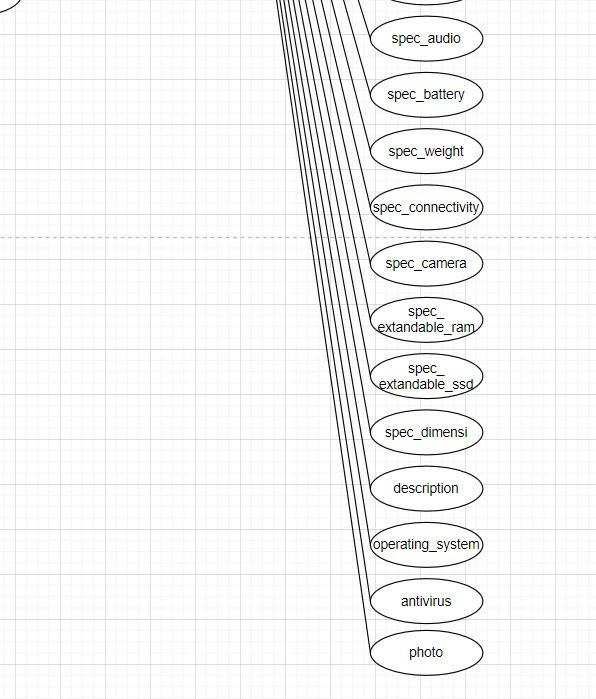 spec_audio
spec_battery
spec_weight
spec_connectivity
spec_camera
spec_
extandable_ram
spec_
extandable_ssd
spec_dimensi
description
operating_system
antivirus
photo